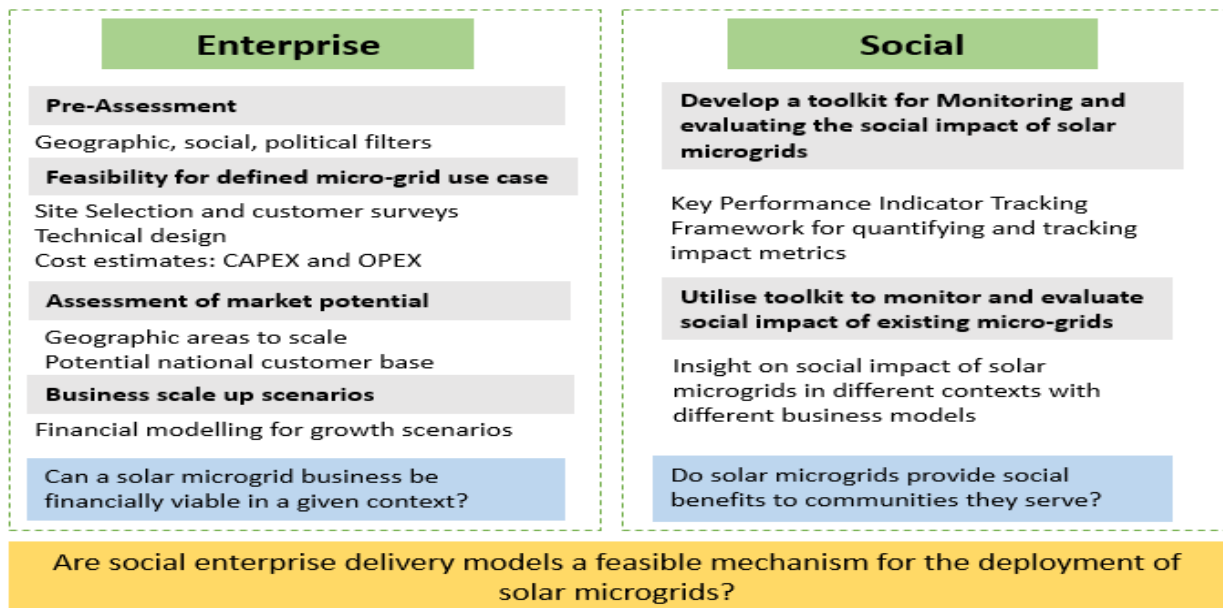 Enterprise
Pre-Assessment
Geographic, social, political filters
Feasibility for defined micro-grid use case
Site Selection and customer surveys
Technical design
Cost estimates: CAPEX and OPEX
Assessment of market potential
Geographic areas to scale
Potential national customer base
Business scale up scenarios
Financial modelling for growth scenarios
Can a solar microgrid business be
financially viable in a given context?
Social
Develop a toolkit for Monitoring and
evaluating the social impact of solar
microgrids
Key Performance Indicator Tracking
Framework for quantifying and tracking
impact metrics
Utilise toolkit to monitor and evaluate
social impact of existing micro-grids
Insight on social impact of solar
microgrids in different contexts with
different business models
Do solar microgrids provide social
benefits to communities they serve?
Are social enterprise delivery models a feasible mechanism for the deployment of
solar microgrids?